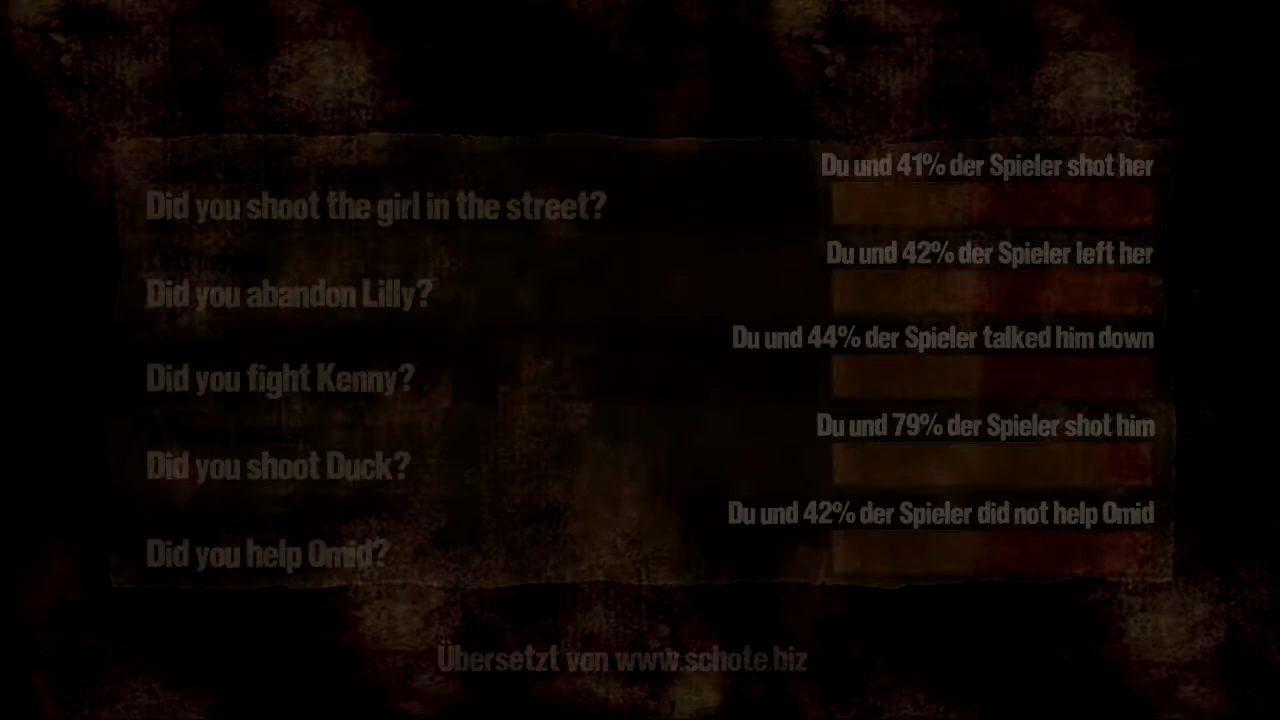 Du und 41% der Spieler shot her
Did you shoot the girl in the street?
Du und 42% der Spieler left her
Did you abandon Lilly?
Du und 44% der Spieler talked him down
Did you fight Kenny?
Du und 79% der Spieler shot him
Did you shoot Duck?
Du und 42% der Spieler did not help Omid
Did you help Omid?
Übersetzt von www.schote.biz